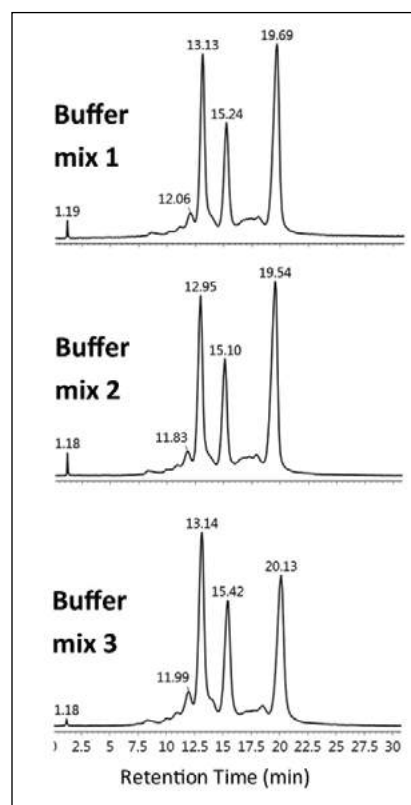 19.69
13.13
15.24
Buffer
mix 1
12.06
1.19
19.54
12.95
15.10
Buffer
mix 2
11.83
1.18
13.14
20.13
15.42
Buffer
mix 3
11.99
1.18
2.5 5 7.5 10 12.5 15 17.5 20 22.5 25 27.5 30
Retention Time (min)